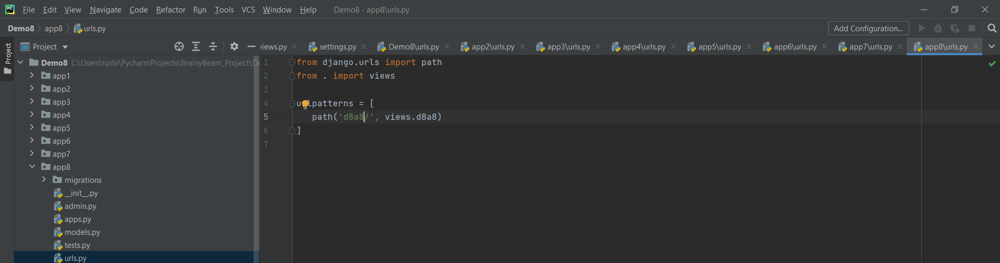 PC File Edit View Navigate Code Refactor Run Tools VCS Window Help Demo8 - app8\urls.py
Demo8 app8 urls.py Add Configuration...
Project
Project views.py settings.py Demo8\urls.py app2\urls.py app3\urls.py app4\urls.py app5\urls.py app6\urls.py app7\urls.py app8\urls.py
Demo8 C:\Users\rushi\PycharmProjects\BrainyBeam_Project\De
app1
app2
app3
app4
app5
app6
app7
app8
migrations
__init__.py
admin.py
apps.py
models.py
tests.py
urls.py
1 from django.urls import path
2 from . import views
3
4 urlpatterns = [
5 path('d8a8/', views.d8a8)
6 ]
7